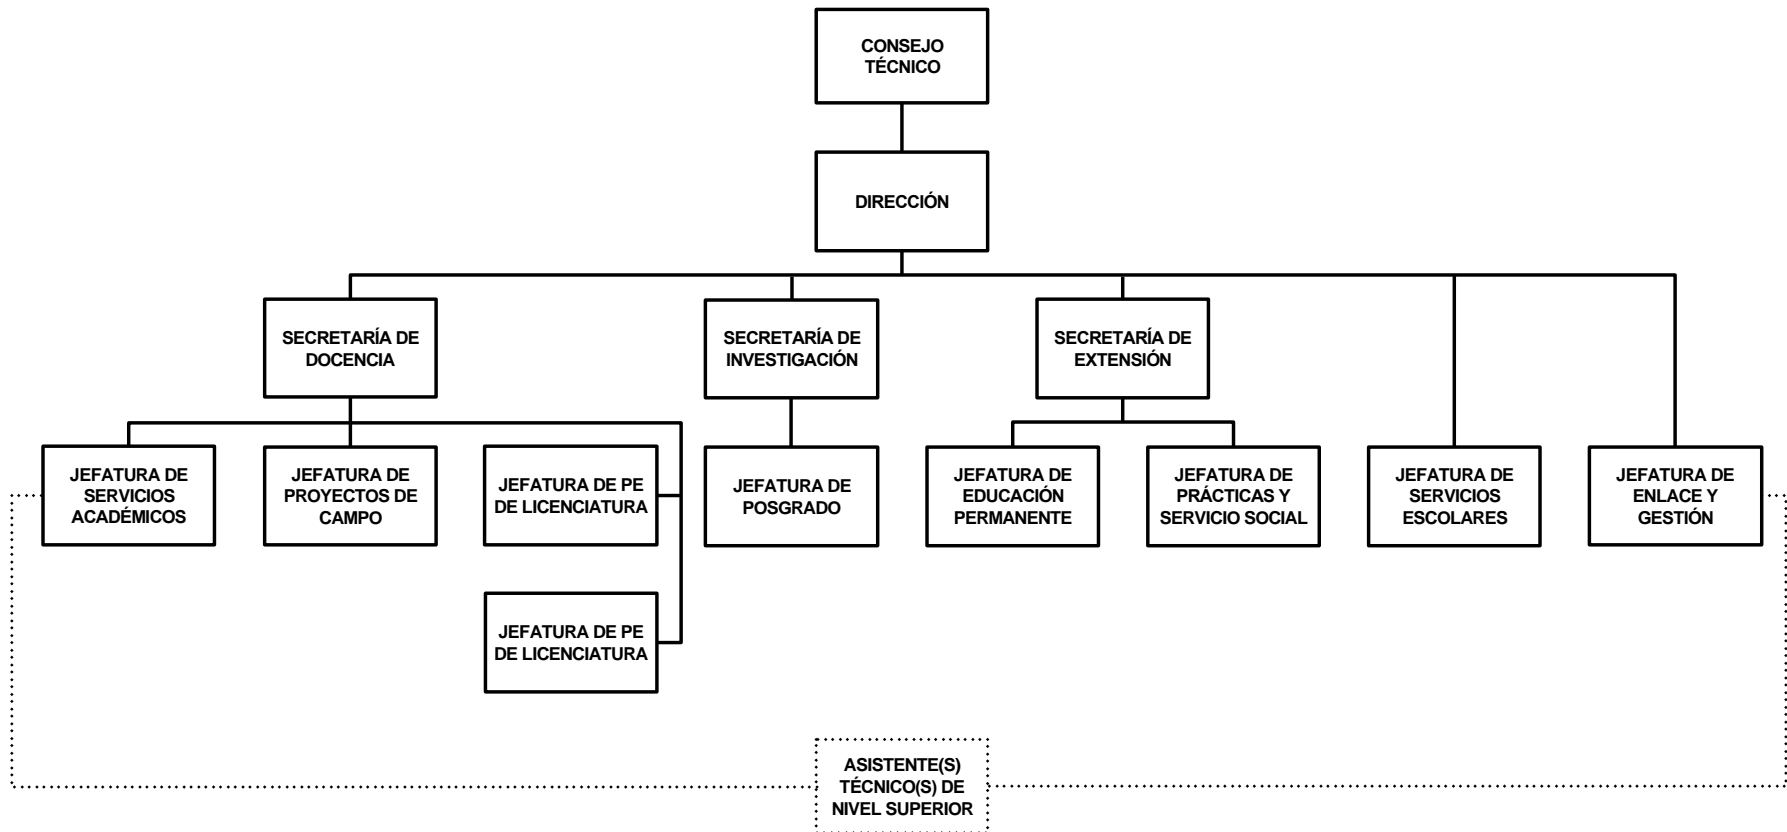 CONSEJO
TÉCNICO
DIRECCIÓN
SECRETARÍA DE
DOCENCIA
SECRETARÍA DE
INVESTIGACIÓN
SECRETARÍA DE
EXTENSIÓN
JEFATURA DE
SERVICIOS
ACADÉMICOS
JEFATURA DE
PROYECTOS DE
CAMPO
JEFATURA DE PE
DE LICENCIATURA
JEFATURA DE
POSGRADO
JEFATURA DE
EDUCACIÓN
PERMANENTE
JEFATURA DE
PRÁCTICAS Y
SERVICIO SOCIAL
JEFATURA DE
SERVICIOS
ESCOLARES
JEFATURA DE
ENLACE Y
GESTIÓN
JEFATURA DE PE
DE LICENCIATURA
ASISTENTE(S)
TÉCNICO(S) DE
NIVEL SUPERIOR